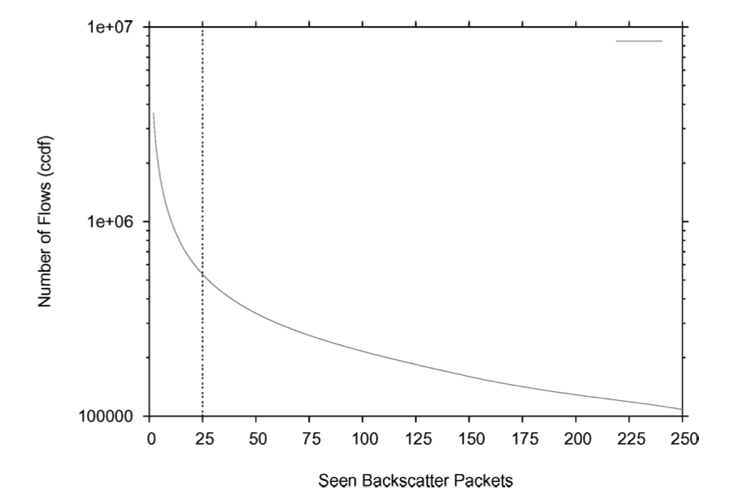 1e+07
1e+06
100000
Number of Flows (ccdf)
0 25 50 75 100 125 150 175 200 225 250
Seen Backscatter Packets